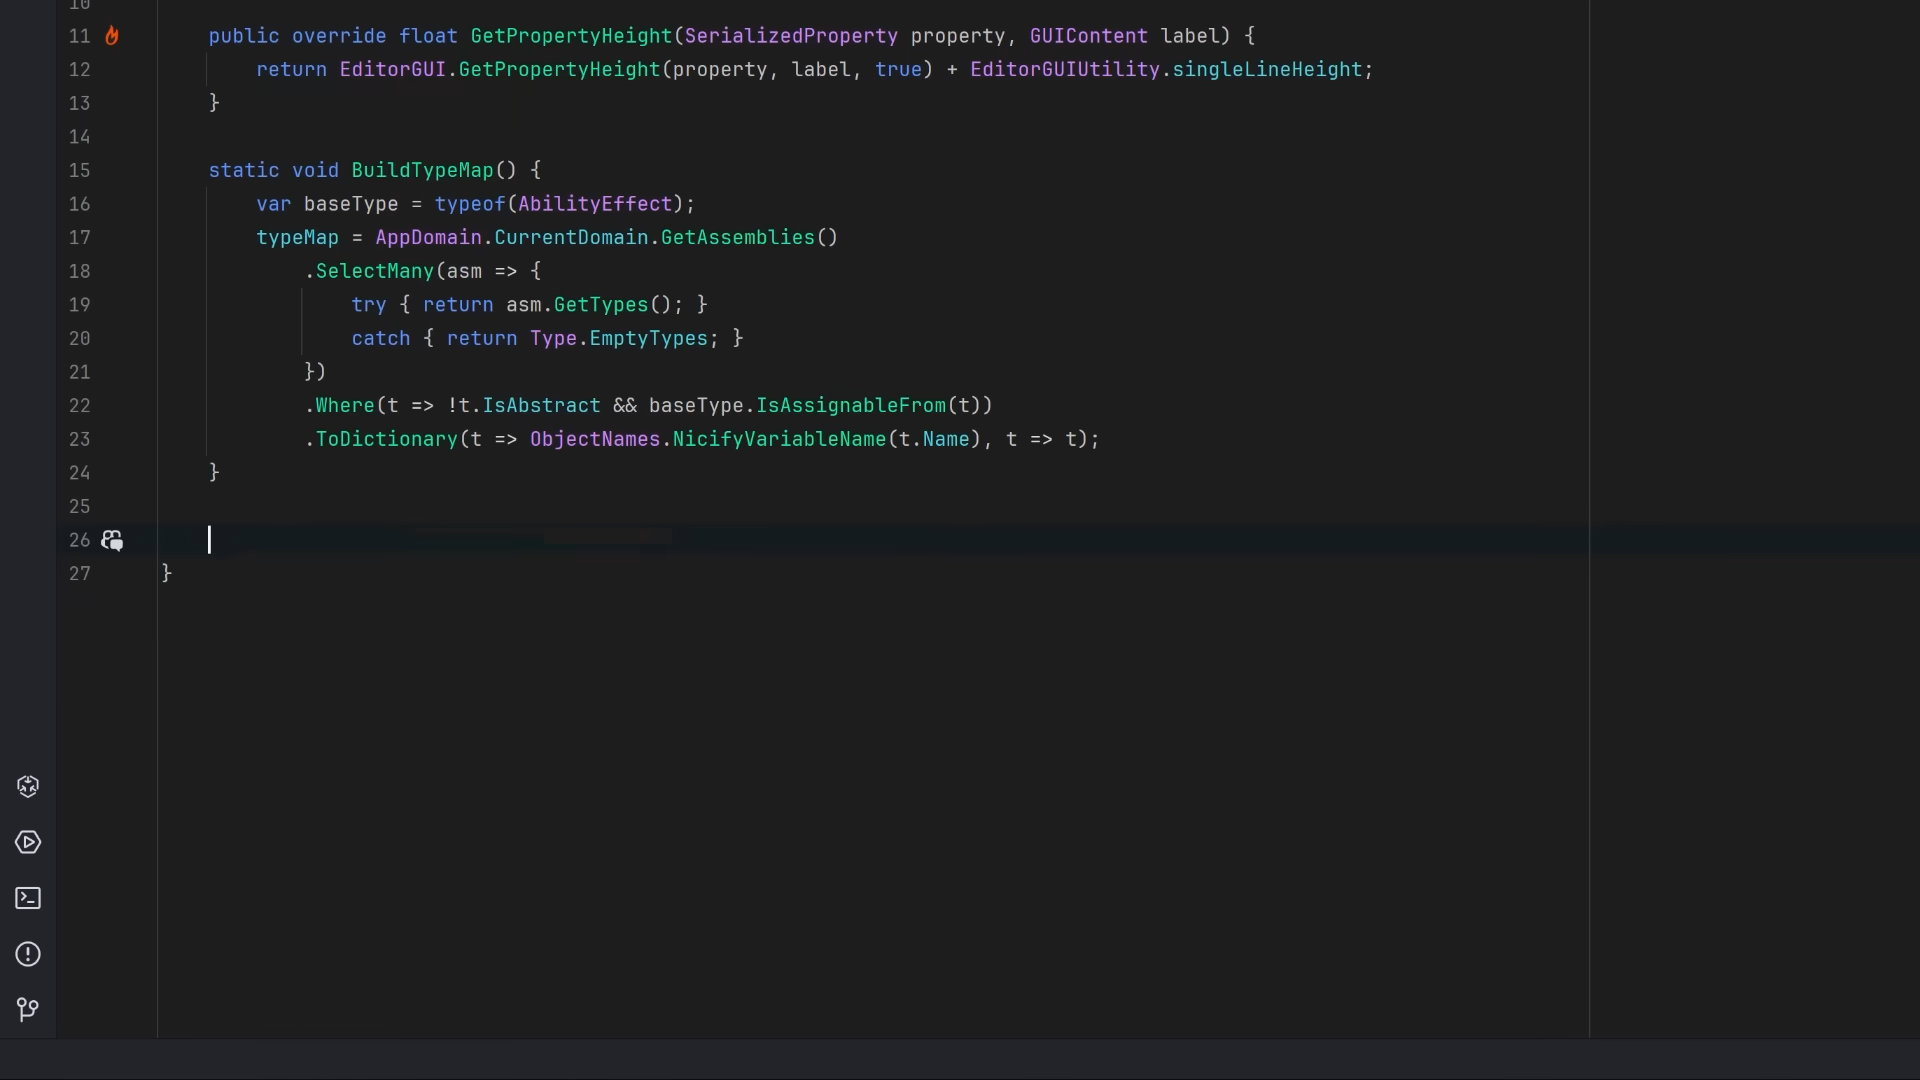 10
11 public override float GetPropertyHeight(SerializedProperty property, GUIContent label) {
12 return EditorGUI.GetPropertyHeight(property, label, true) + EditorGUIUtility.singleLineHeight;
13 }
14
15 static void BuildTypeMap() {
16 var baseType = typeof(AbilityEffect);
17 typeMap = AppDomain.CurrentDomain.GetAssemblies()
18 .SelectMany(asm => {
19 try { return asm.GetTypes(); }
20 catch { return Type.EmptyTypes; }
21 })
22 .Where(t => !t.IsAbstract && baseType.IsAssignableFrom(t))
23 .ToDictionary(t => ObjectNames.NicifyVariableName(t.Name), t => t);
24 }
25
26
27 }